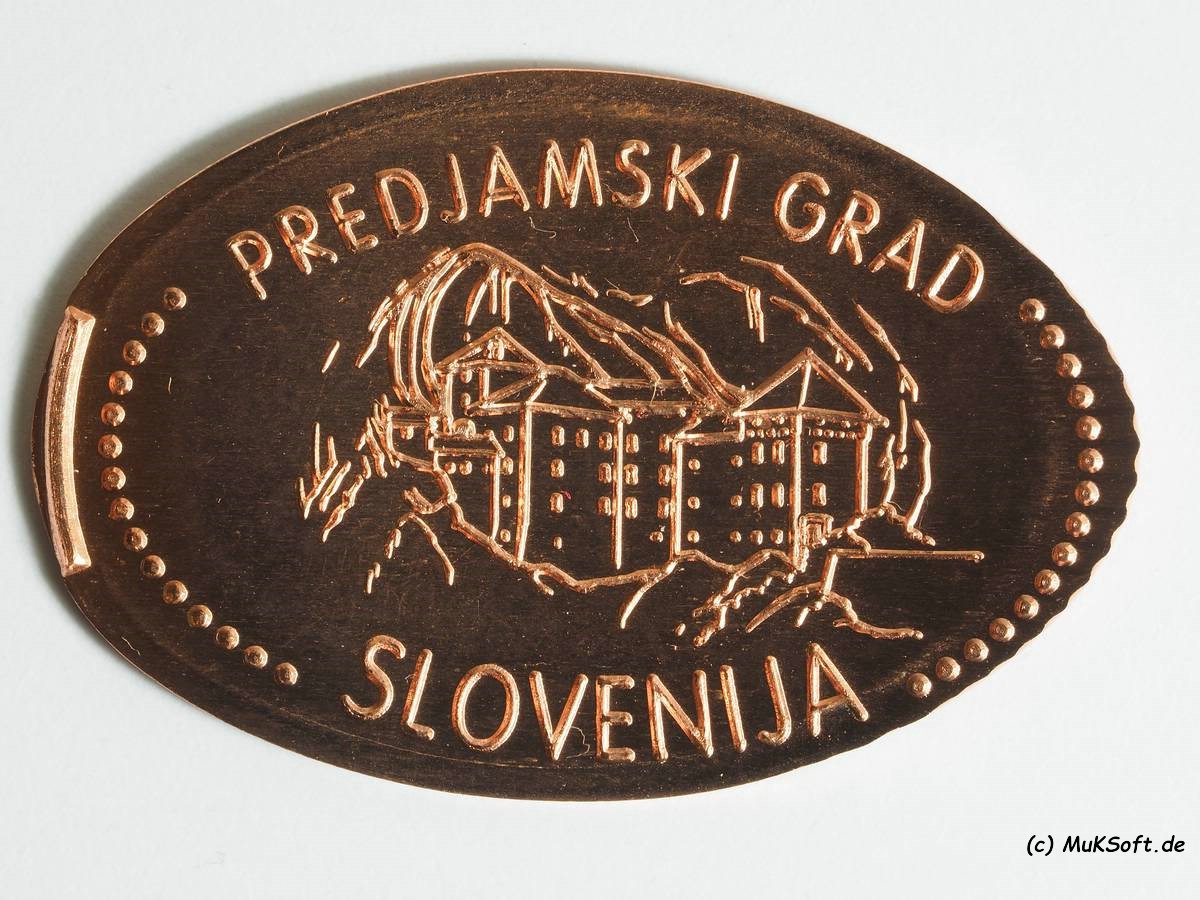 PREDJAMSKI GRAD
SLOVENIJA
(c) MuKSoft.de